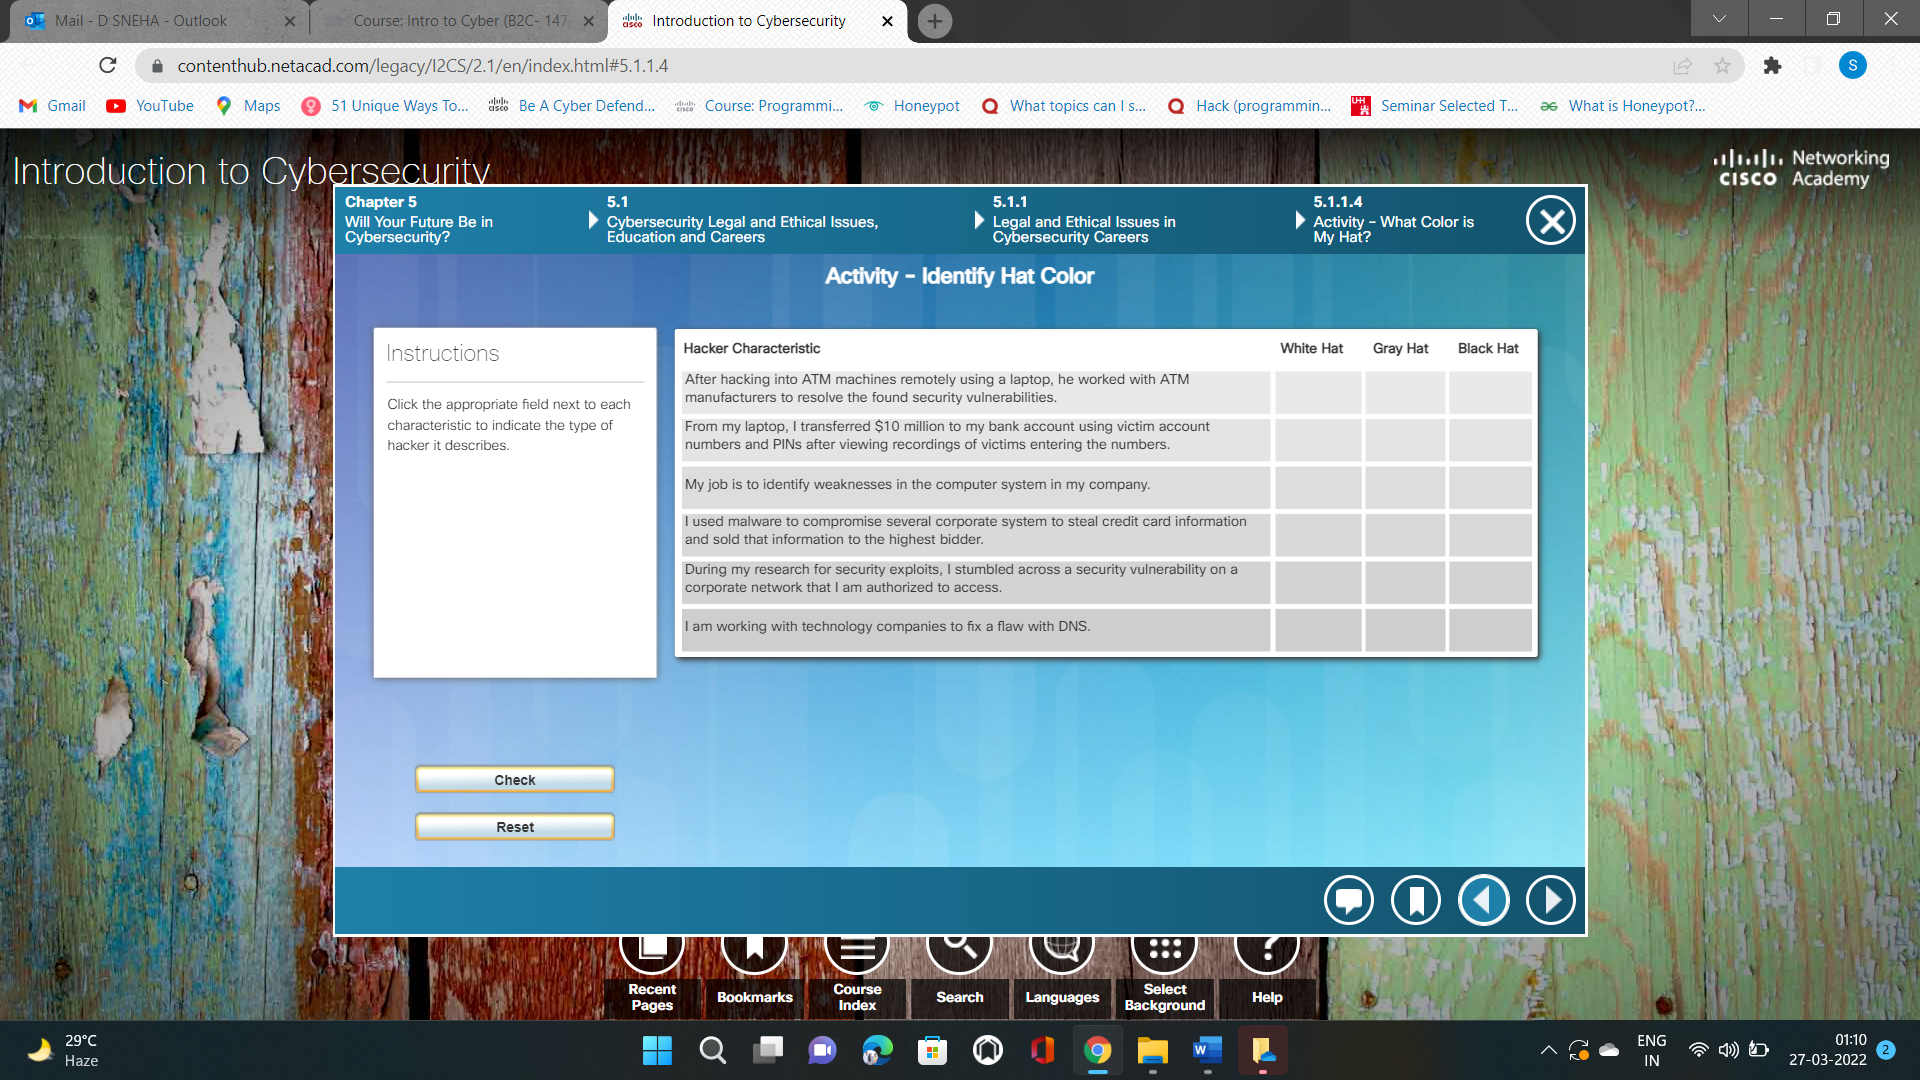 Mail - D SNEHA - Outlook
Course: Intro to Cyber (B2C- 147
Introduction to Cybersecurity
contenthub.netacad.com/legacy/I2CS/2.1/en/index.html#5.1.1.4
S
Gmail
YouTube
Maps
51 Unique Ways To...
Be A Cyber Defend...
Course: Programmi...
Honeypot
What topics can I s...
Hack (programmin...
Seminar Selected T...
What is Honeypot?...
Introduction to Cybersecurity
CISCO
Networking
Academy
Chapter 5
Will Your Future Be in
Cybersecurity?
5.1
Cybersecurity Legal and Ethical Issues,
Education and Careers
5.1.1
Legal and Ethical Issues in
Cybersecurity Careers
5.1.1.4
Activity - What Color is
My Hat?
Activity - Identify Hat Color
Instructions
Click the appropriate field next to each
characteristic to indicate the type of
hacker it describes.
Hacker Characteristic White Hat Gray Hat Black Hat
After hacking into ATM machines remotely using a laptop, he worked with ATM
manufacturers to resolve the found security vulnerabilities.
From my laptop, I transferred $10 million to my bank account using victim account
numbers and PINs after viewing recordings of victims entering the numbers.
My job is to identify weaknesses in the computer system in my company.
I used malware to compromise several corporate system to steal credit card information
and sold that information to the highest bidder.
During my research for security exploits, I stumbled across a security vulnerability on a
corporate network that I am authorized to access.
I am working with technology companies to fix a flaw with DNS.
Check
Reset
Recent
Pages
Bookmarks
Course
Index
Search
Languages
Select
Background
Help
29°C
Haze
ENG
IN
01:10
27-03-2022
2